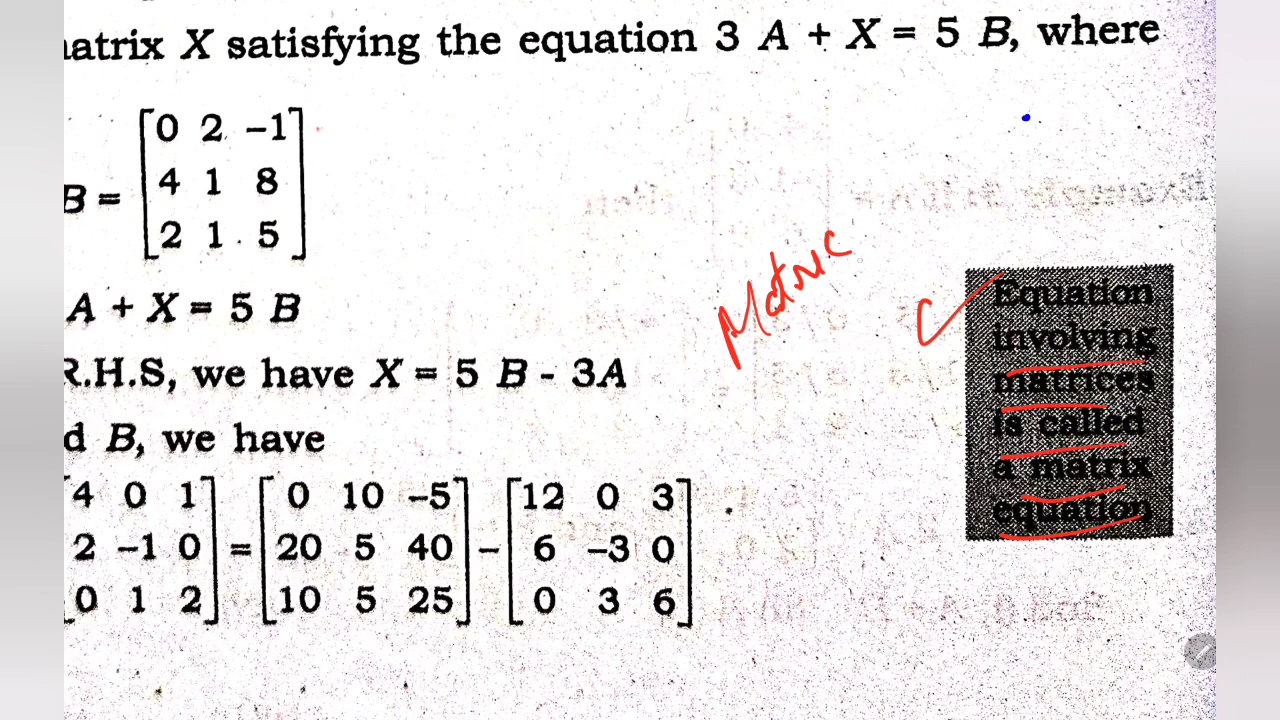 matrix X satisfying the equation 3 A + X = 5 B, where
B = [0 2 -1
4 1 8
2 1 5]
A + X = 5 B
R.H.S, we have X = 5 B - 3A
d B, we have
[4 0 1] = [0 10 -5] - [12 0 3]
2 -1 0 20 5 40 6 -3 0
0 1 2 10 5 25 0 3 6
Matric
Equation
involving
matrices
is called
a matrix
equation